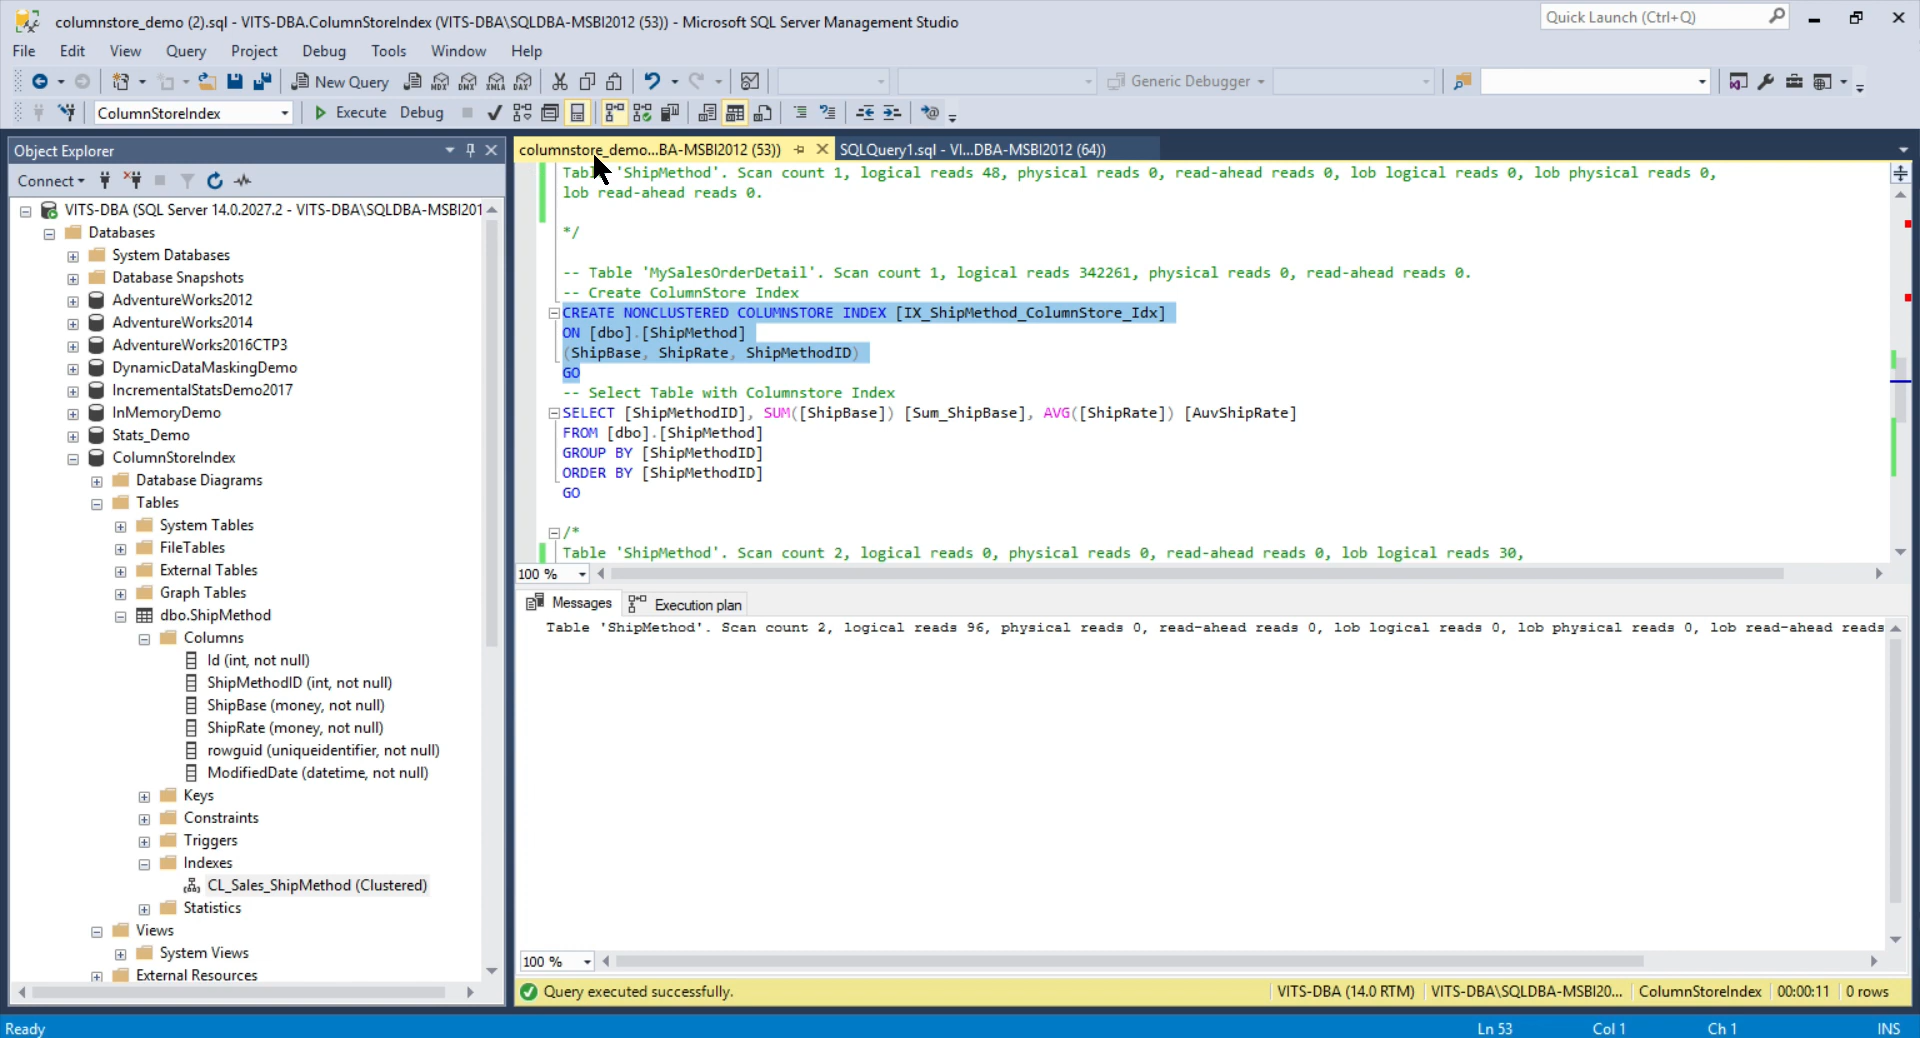 columnstore_demo (2).sql - VITS-DBA.ColumnStoreIndex (VITS-DBA\SQLDBA-MSBI2012 (53)) - Microsoft SQL Server Management Studio
Quick Launch (Ctrl+Q)
File Edit View Query Project Debug Tools Window Help
New Query MDX DMX XMLA DAX Generic Debugger
ColumnStoreIndex Execute Debug
Object Explorer
Connect
VITS-DBA (SQL Server 14.0.2027.2 - VITS-DBA\SQLDBA-MSBI201
Databases
System Databases
Database Snapshots
AdventureWorks2012
AdventureWorks2014
AdventureWorks2016CTP3
DynamicDataMaskingDemo
IncrementalStatsDemo2017
InMemoryDemo
Stats_Demo
ColumnStoreIndex
Database Diagrams
Tables
System Tables
FileTables
External Tables
Graph Tables
dbo.ShipMethod
Columns
Id (int, not null)
ShipMethodID (int, not null)
ShipBase (money, not null)
ShipRate (money, not null)
rowguid (uniqueidentifier, not null)
ModifiedDate (datetime, not null)
Keys
Constraints
Triggers
Indexes
CL_Sales_ShipMethod (Clustered)
Statistics
Views
System Views
External Resources
columnstore_demo...BA-MSBI2012 (53)) SQLQuery1.sql - VI...DBA-MSBI2012 (64))
'ShipMethod'. Scan count 1, logical reads 48, physical reads 0, read-ahead reads 0, lob logical reads 0, lob physical reads 0,
lob read-ahead reads 0.
*/
-- Table 'MySalesOrderDetail'. Scan count 1, logical reads 342261, physical reads 0, read-ahead reads 0.
-- Create ColumnStore Index
CREATE NONCLUSTERED COLUMNSTORE INDEX [IX_ShipMethod_ColumnStore_Idx]
ON [dbo].[ShipMethod]
(ShipBase, ShipRate, ShipMethodID)
GO
-- Select Table with Columnstore Index
SELECT [ShipMethodID], SUM([ShipBase]) [Sum_ShipBase], AVG([ShipRate]) [AuvShipRate]
FROM [dbo].[ShipMethod]
GROUP BY [ShipMethodID]
ORDER BY [ShipMethodID]
GO
/*
Table 'ShipMethod'. Scan count 2, logical reads 0, physical reads 0, read-ahead reads 0, lob logical reads 30,
100 %
Messages Execution plan
Table 'ShipMethod'. Scan count 2, logical reads 96, physical reads 0, read-ahead reads 0, lob logical reads 0, lob physical reads 0, lob read-ahead reads
100 %
Query executed successfully. VITS-DBA (14.0 RTM) VITS-DBA\SQLDBA-MSBI20... ColumnStoreIndex 00:00:11 0 rows
Ready Ln 53 Col 1 Ch 1 INS